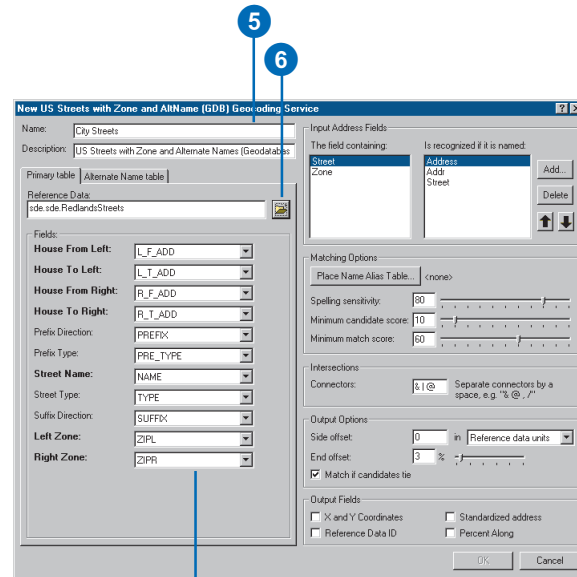 5
6
New US Streets with Zone and AltName (GDB) Geocoding Service
Name: City Streets
Description: US Streets with Zone and Alternate Names (Geodatabas
Primary table
Alternate Name table
Reference Data:
sde.sde.RedlandsStreets
Fields:
House From Left: L_F_ADD
House To Left: L_T_ADD
House From Right: R_F_ADD
House To Right: R_T_ADD
Prefix Direction: PREFIX
Prefix Type: PRE_TYPE
Street Name: NAME
Street Type: TYPE
Suffix Direction: SUFFIX
Left Zone: ZIPL
Right Zone: ZIPR
Input Address Fields
The field containing:
Street
Zone
Is recognized if it is named:
Address
Addr
Street
Add...
Delete
Matching Options
Place Name Alias Table... <none>
Spelling sensitivity: 80
Minimum candidate score: 10
Minimum match score: 60
Intersections
Connectors: & | @ Separate connectors by a
space, e.g. "& @ , /"
Output Options
Side offset: 0 in Reference data units
End offset: 3 %
Match if candidates tie
Output Fields
X and Y Coordinates
Standardized address
Reference Data ID
Percent Along
OK
Cancel